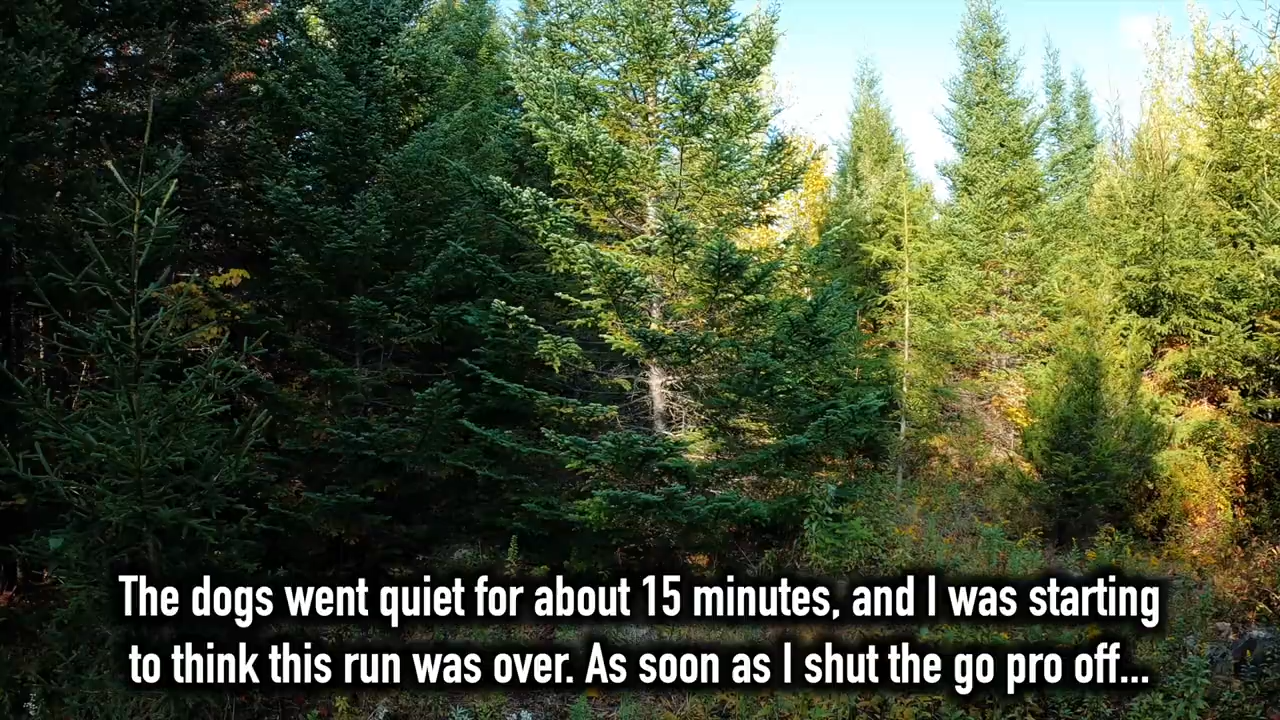 The dogs went quiet for about 15 minutes, and I was starting
to think this run was over. As soon as I shut the go pro off...